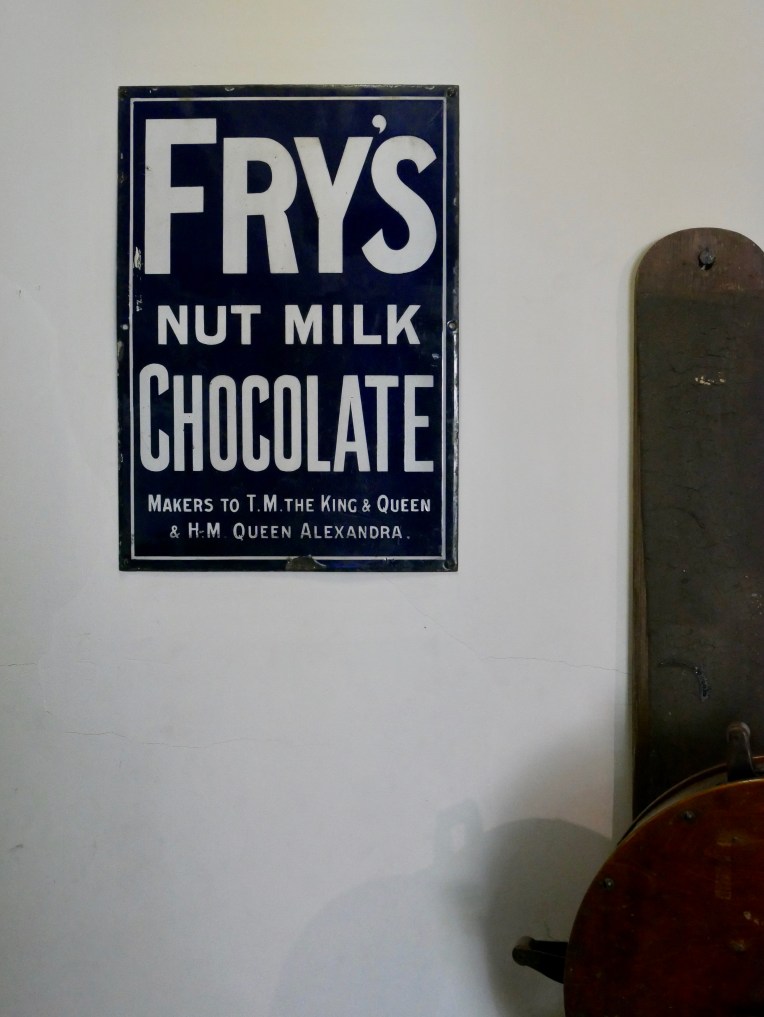 FRY'S
NUT MILK
CHOCOLATE
MAKERS TO T.M. THE KING & QUEEN
& H.M. QUEEN ALEXANDRA.